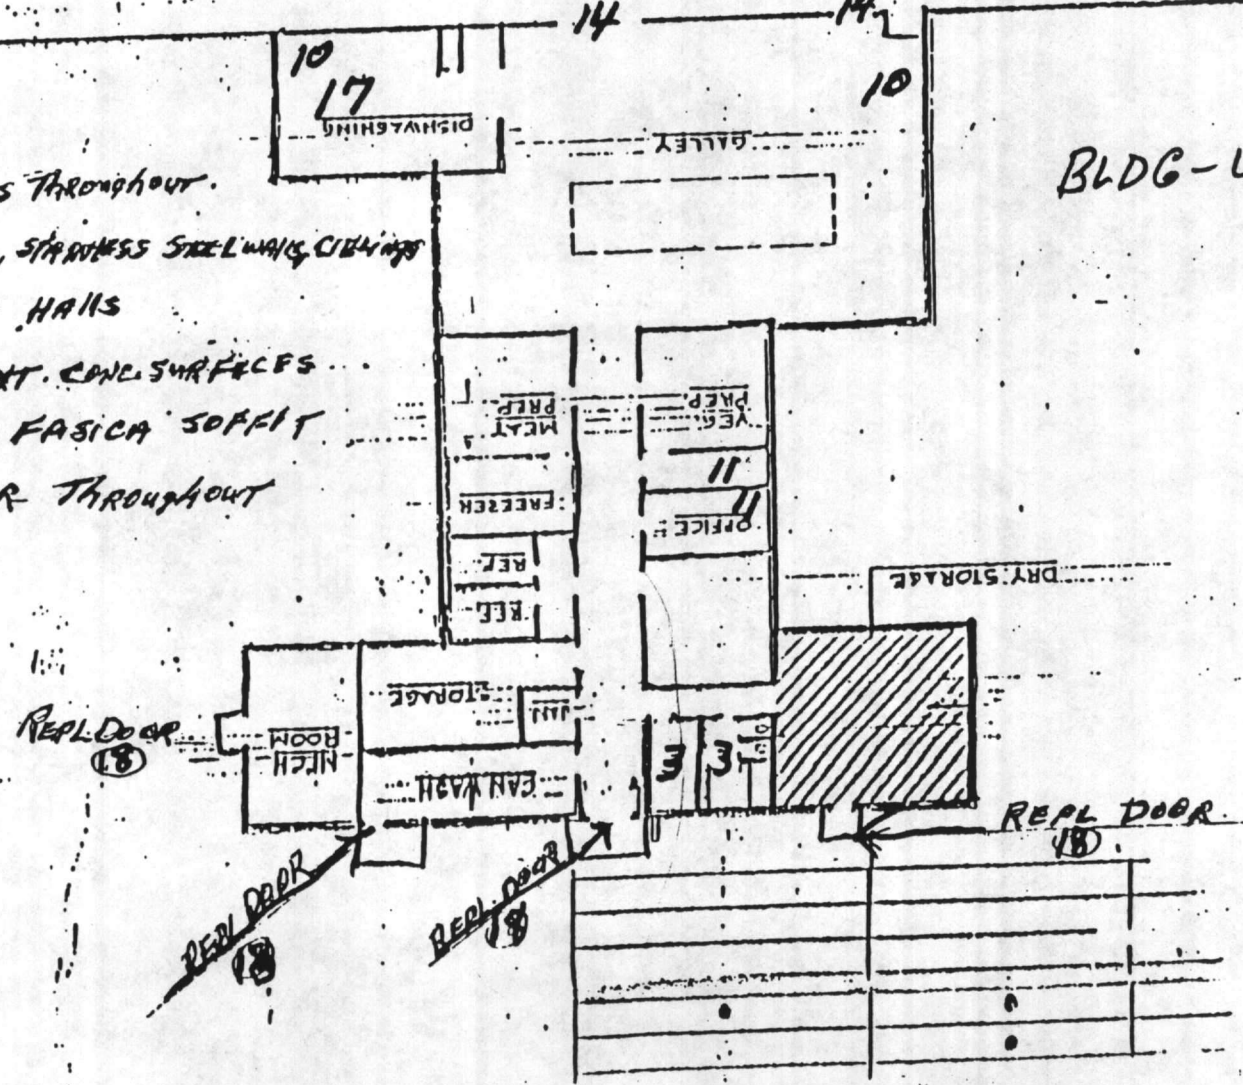 14
14
10
17
10
DISHWASHING
GALLEY
BLDG-
THROUGHOUT.
STAINLESS STEEL WALLS, CIELINGS
HALLS
CONC. SURFACES
FASICA SOFFIT
THROUGHOUT
MEAT
PREP
VEG.
PREP.
11
11
FREEZER
OFFICE
REF.
REF.
DRY STORAGE
STORAGE
JAN
REPL DOOR
18
MECH
ROOM
CAN WASH
3
3
REPL DOOR
18
REPL DOOR
18
REPL. DOOR
18